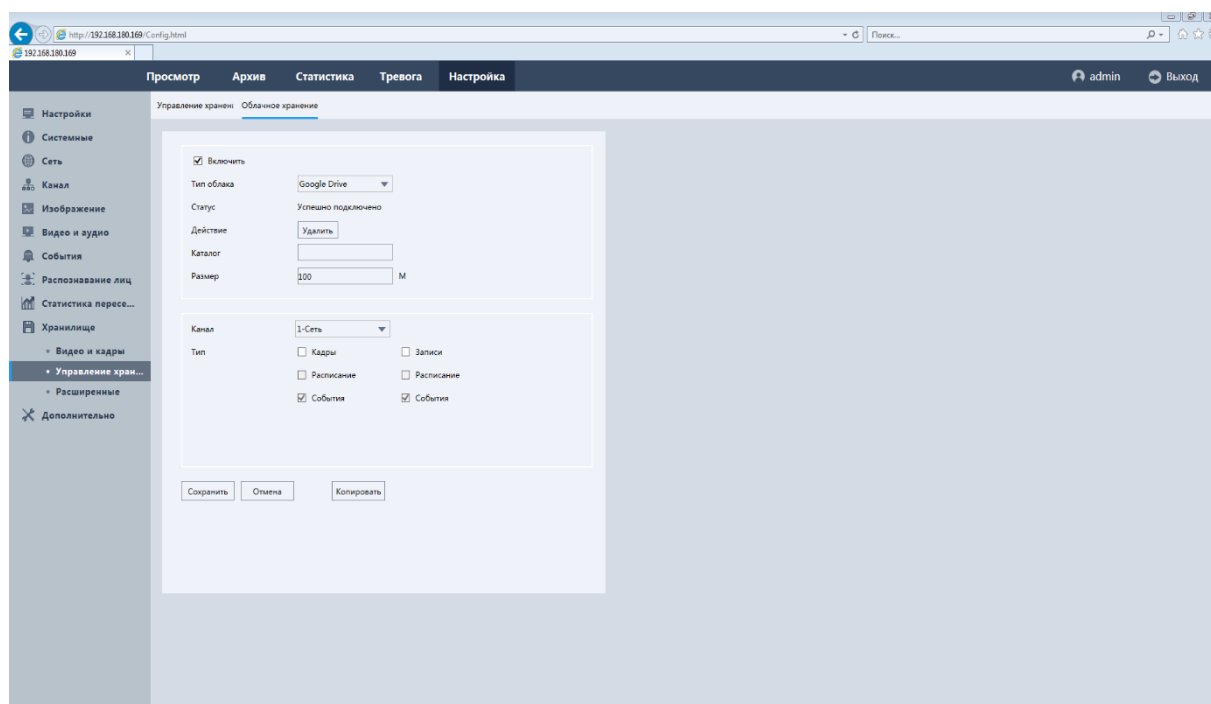 http://192.168.180.169/Config.html
Поиск...
192.168.180.169
Просмотр Архив Статистика Тревога Настройка admin Выход
Управление хранени Облачное хранение
Настройки
Системные
Сеть
Канал
Изображение
Видео и аудио
События
Распознавание лиц
Статистика пересе...
Хранилище
Видео и кадры
Управление хран...
Расширенные
Дополнительно
Включить
Тип облака Google Drive
Статус Успешно подключено
Действие Удалить
Каталог
Размер 100 М
Канал 1-Сеть
Тип Кадры Записи
Расписание Расписание
События События
Сохранить Отмена Копировать